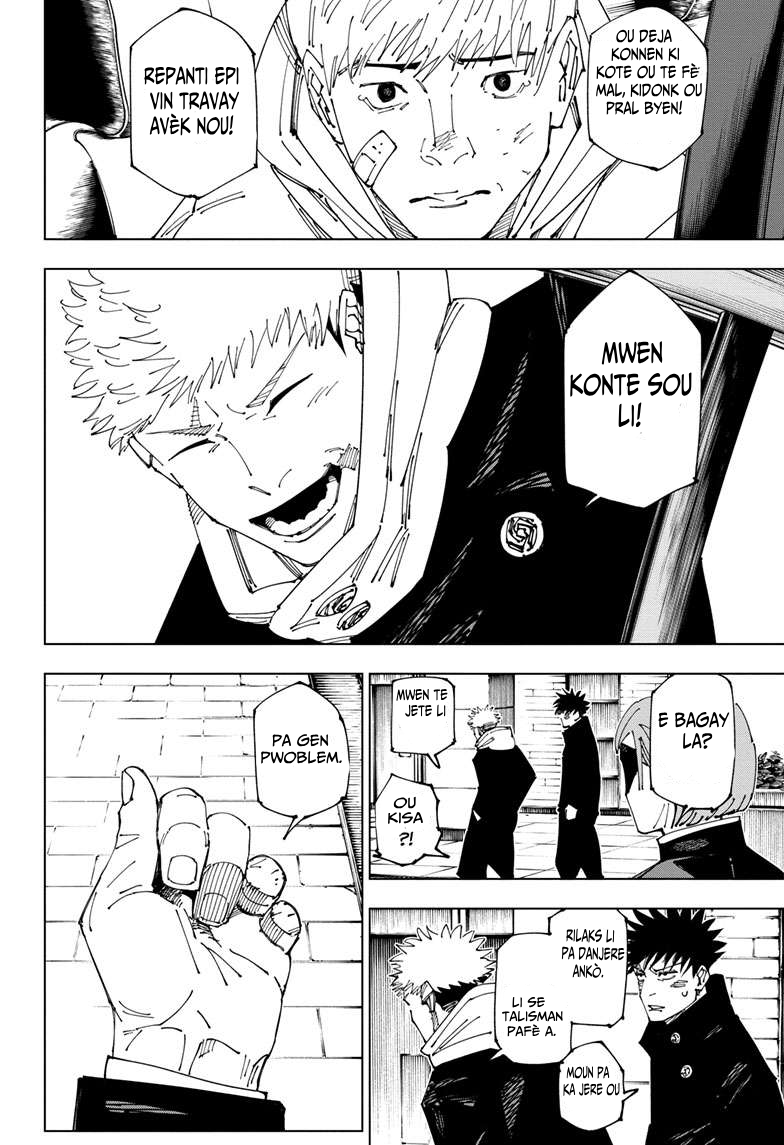 OU DEJA
KONNEN KI
KOTE OU TE FÈ
MAL, KIDONK OU
PRAL BYEN!
REPANTI EPI
VIN TRAVAY
AVÈK NOU!
MWEN
KONTE SOU
LI!
E BAGAY
LA?
MWEN TE
JETE LI
OU
KISA
?!
RILAKS LI
PA DANJERE
ANKÒ.
LI SE
TALISMAN
PAFÈ A.
MOUN PA
KA JERE OU
PA GEN
PWOBLEM.